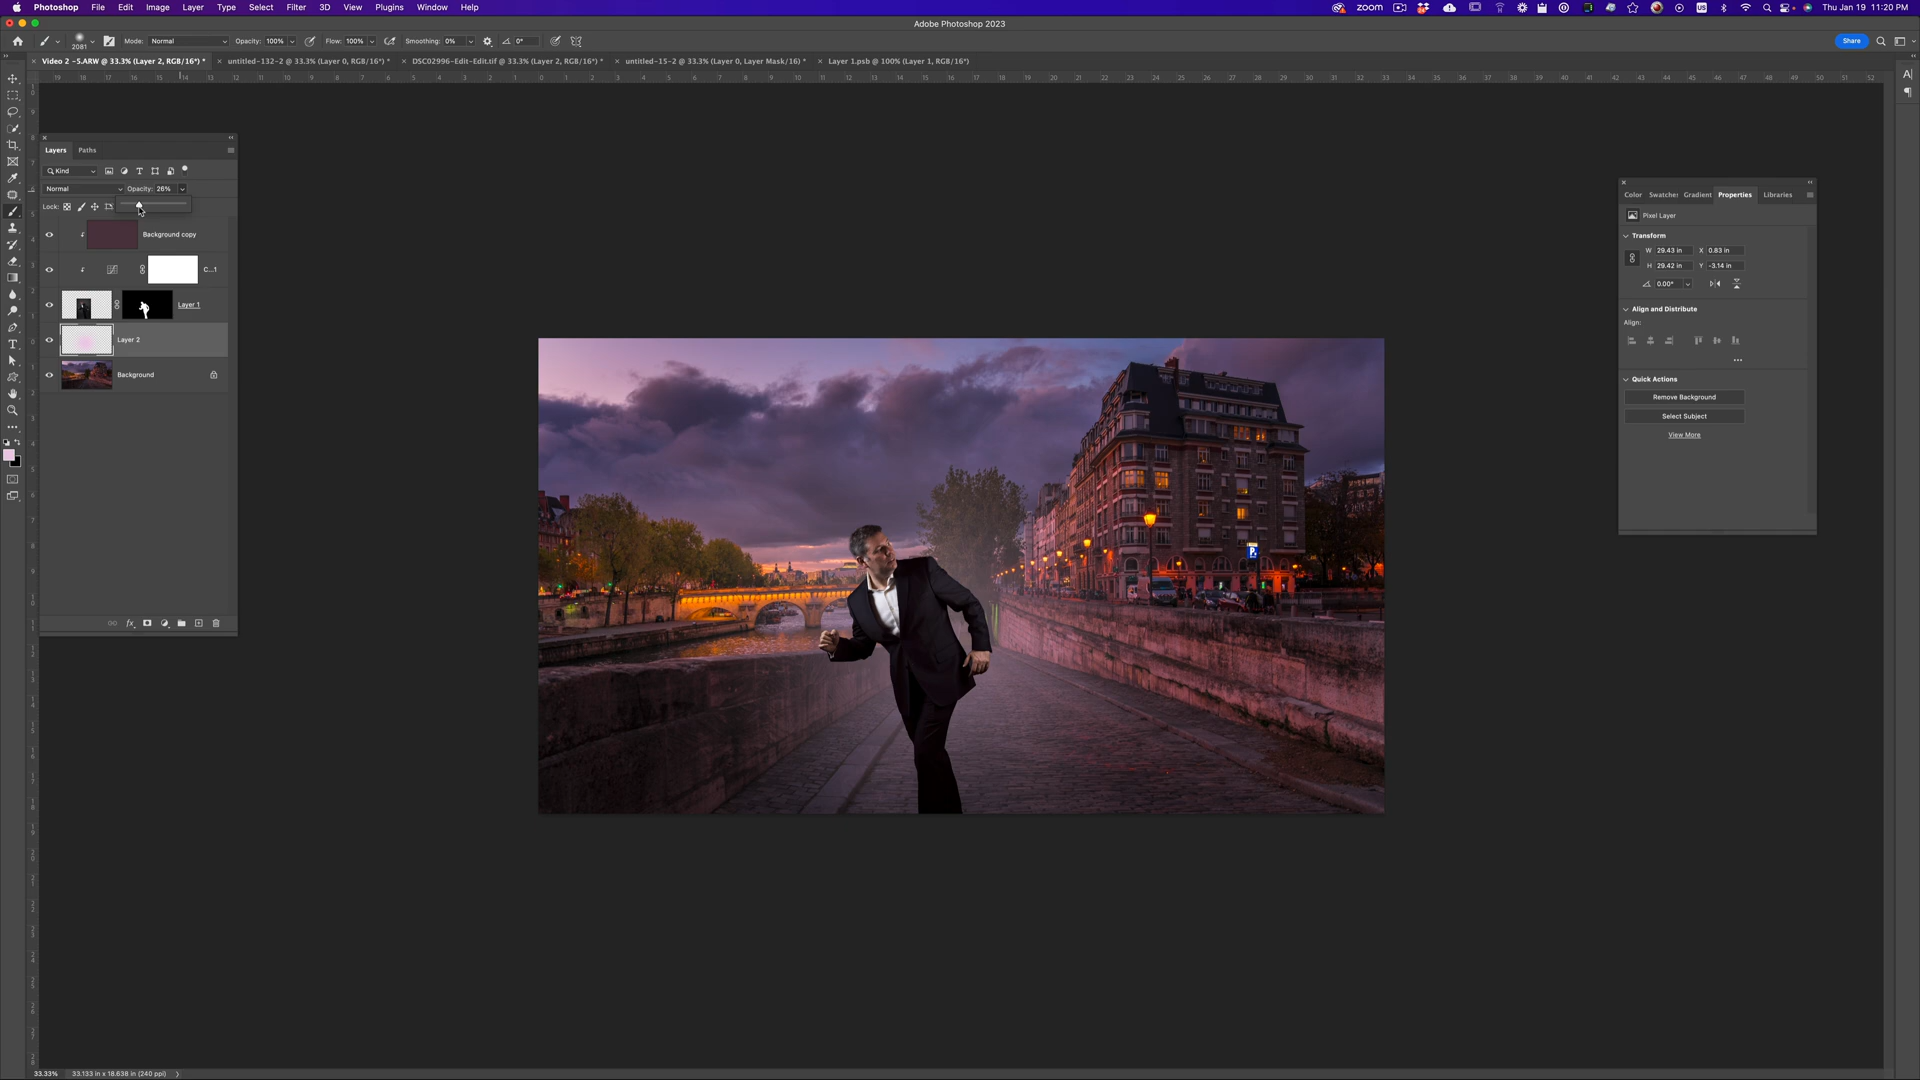 Photoshop File Edit Image Layer Type Select Filter 3D View Plugins Window Help zoom US Thu Jan 19 11:20 PM
Adobe Photoshop 2023
2081 Mode: Normal Opacity: 100% Flow: 100% Smoothing: 0% 0° Share
Video 2 -5.ARW @ 33.3% (Layer 2, RGB/16*) * untitled-132-2 @ 33.3% (Layer 0, RGB/16*) * DSC02996-Edit-Edit.tif @ 33.3% (Layer 2, RGB/16*) * untitled-15-2 @ 33.3% (Layer 0, Layer Mask/16) * Layer 1.psb @ 100% (Layer 1, RGB/16*)
Layers Paths
Kind
Normal Opacity: 26%
Lock:
Background copy
C...1
Layer 1
Layer 2
Background
Color Swatches Gradient Properties Libraries
Pixel Layer
Transform
W 29.43 in X 0.83 in
H 29.42 in Y -3.14 in
0.00°
Align and Distribute
Align:
Quick Actions
Remove Background
Select Subject
View More
P
33.33% 33.133 in x 18.638 in (240 ppi)